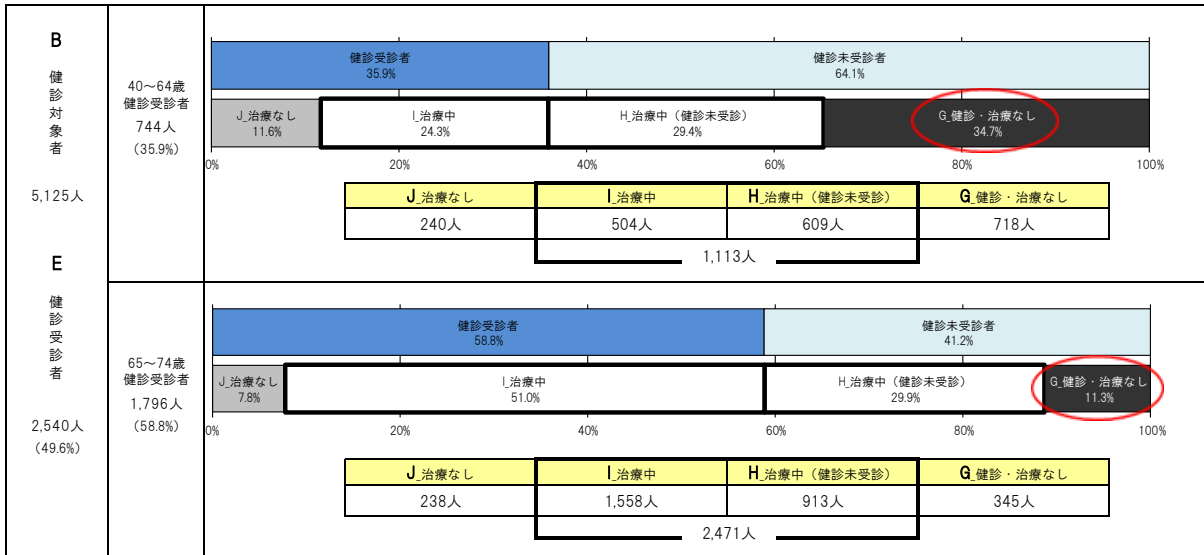 B
健
診
対
象
者
5,125人
E
健
診
受
診
者
2,540人
(49.6%)
40～64歳
健診受診者
744人
(35.9%)
健診受診者
35.9%
健診未受診者
64.1%
J_治療なし
11.6%
I_治療中
24.3%
H_治療中（健診未受診）
29.4%
G_健診・治療なし
34.7%
0% 20% 40% 60% 80% 100%
J_治療なし I_治療中 H_治療中（健診未受診） G_健診・治療なし
240人 504人 609人 718人
1,113人
65～74歳
健診受診者
1,796人
(58.8%)
健診受診者
58.8%
健診未受診者
41.2%
J_治療なし
7.8%
I_治療中
51.0%
H_治療中（健診未受診）
29.9%
G_健診・治療なし
11.3%
0% 20% 40% 60% 80% 100%
J_治療なし I_治療中 H_治療中（健診未受診） G_健診・治療なし
238人 1,558人 913人 345人
2,471人